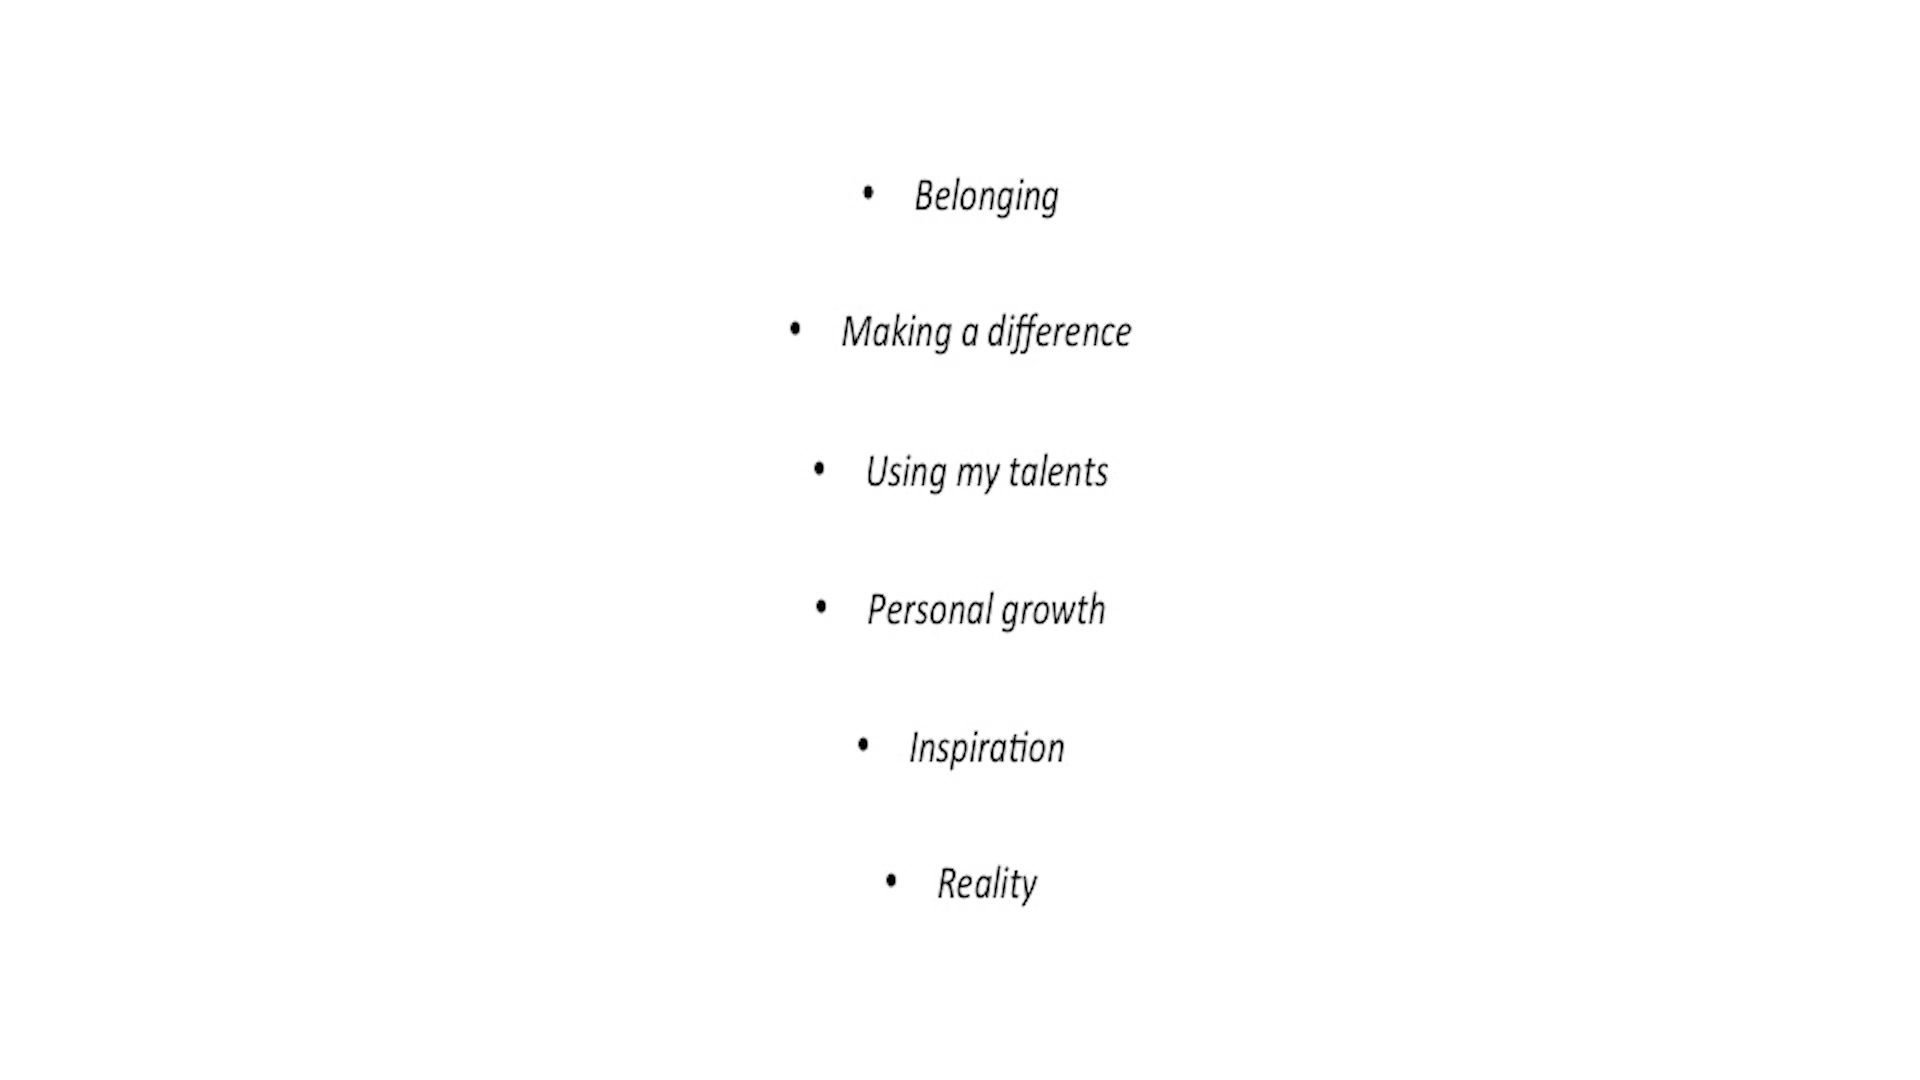 • Belonging
• Making a difference
• Using my talents
• Personal growth
• Inspiration
• Reality